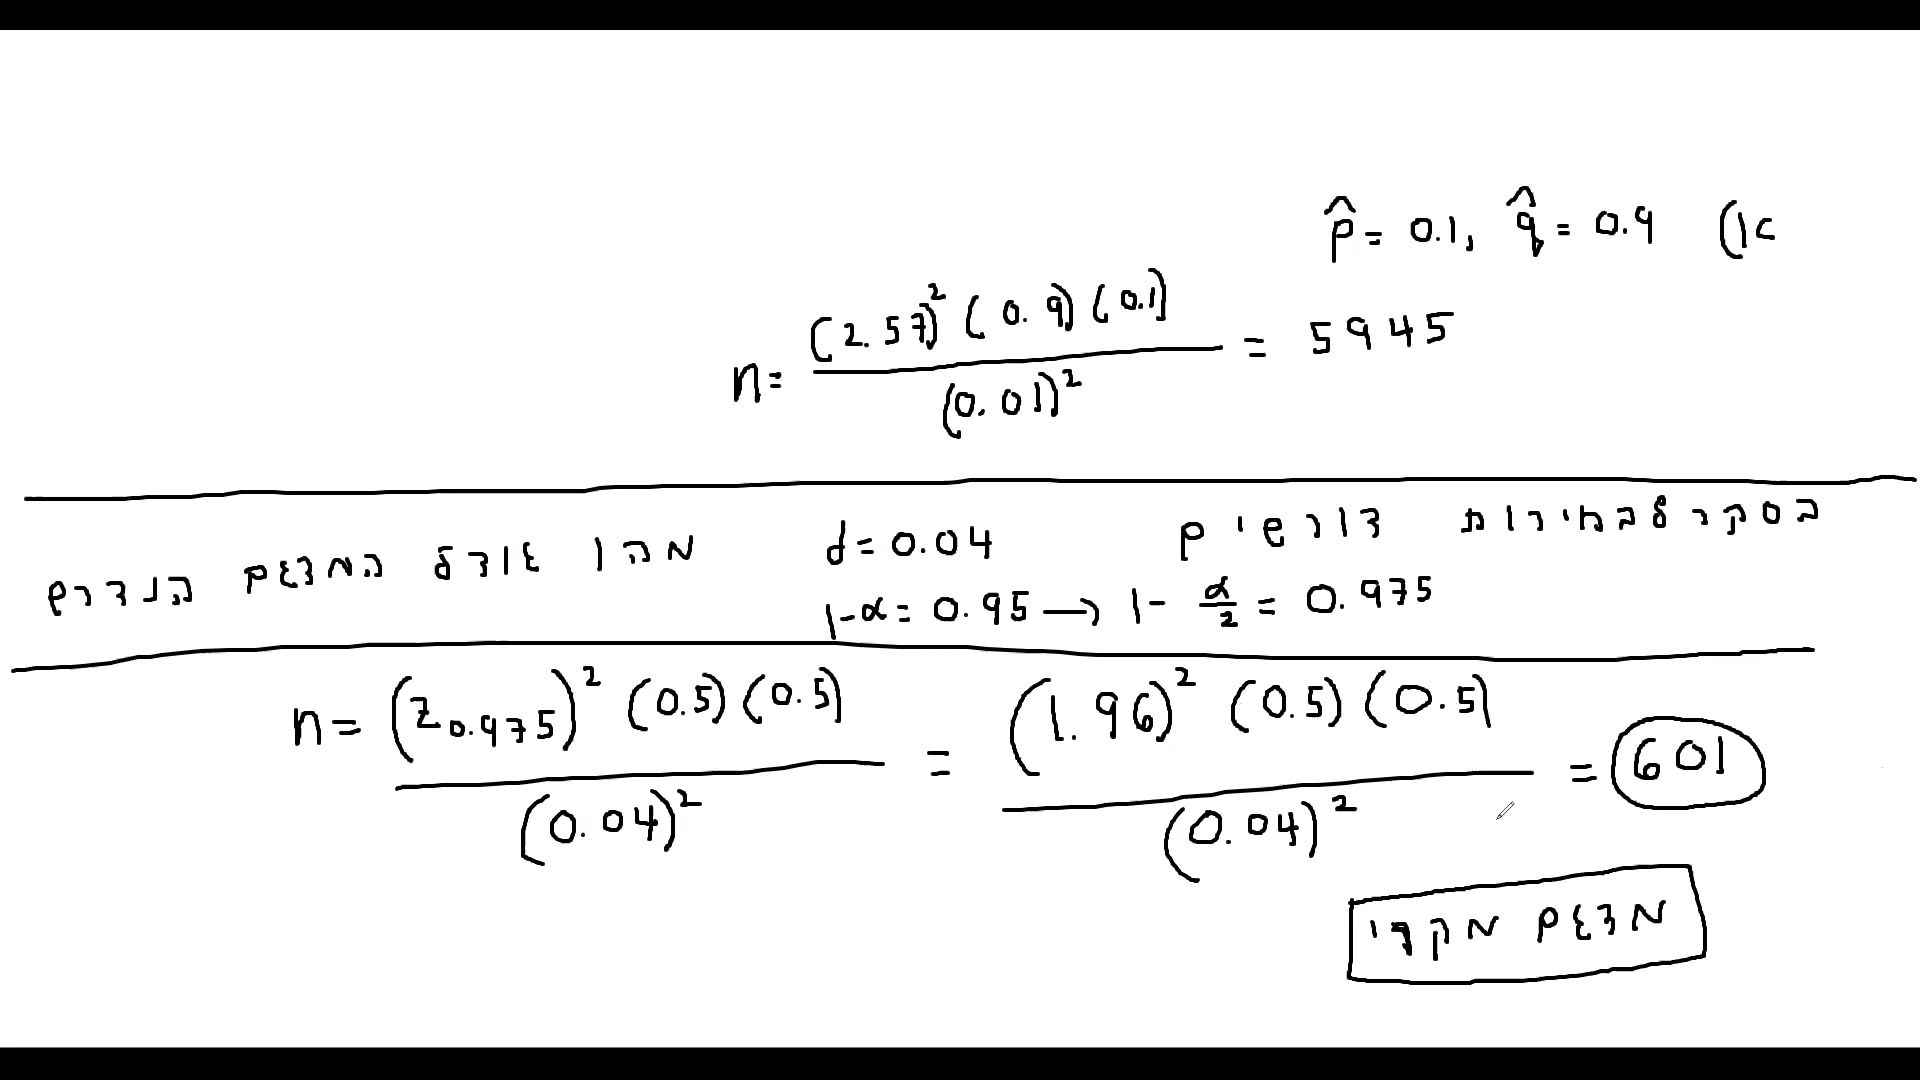 (אג p̂ = 0.1, q̂ = 0.9
n = (2.57)² (0.9) (0.1) / (0.01)² = 5945
בסקר לבחירות דורשים d = 0.04 מהו גודל המדגם הנדרש
1-α = 0.95 → 1 - α/2 = 0.975
n = (z₀.₉₇₅)² (0.5) (0.5) / (0.04)² = (1.96)² (0.5) (0.5) / (0.04)² = 601
מדגם מקרי